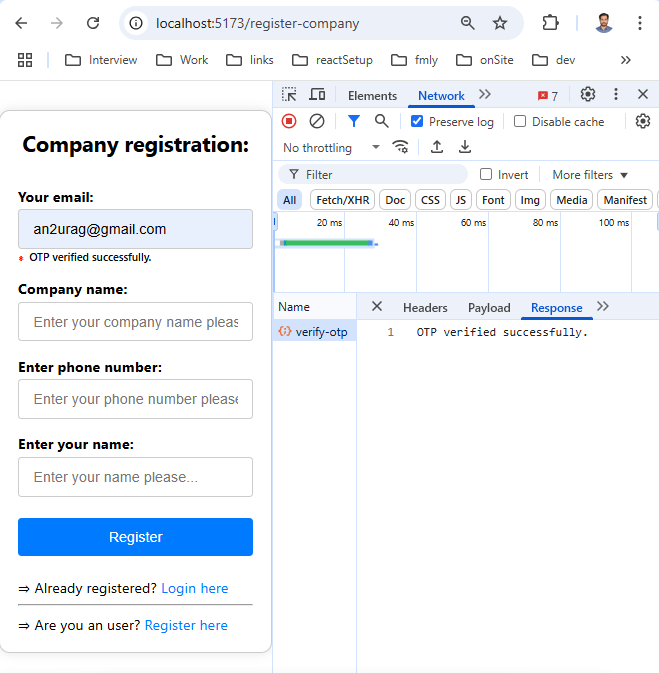 localhost:5173/register-company
Interview
Work
links
reactSetup
fmly
onSite
dev
Elements
Network
7
Preserve log
Disable cache
No throttling
Filter
Invert
More filters
All
Fetch/XHR
Doc
CSS
JS
Font
Img
Media
Manifest
20 ms
40 ms
60 ms
80 ms
100 ms
Name
Headers
Payload
Response
verify-otp
1 OTP verified successfully.
Company registration:
Your email:
an2urag@gmail.com
* OTP verified successfully.
Company name:
Enter your company name pleas
Enter phone number:
Enter your phone number please
Enter your name:
Enter your name please...
Register
⇒ Already registered? Login here
⇒ Are you an user? Register here